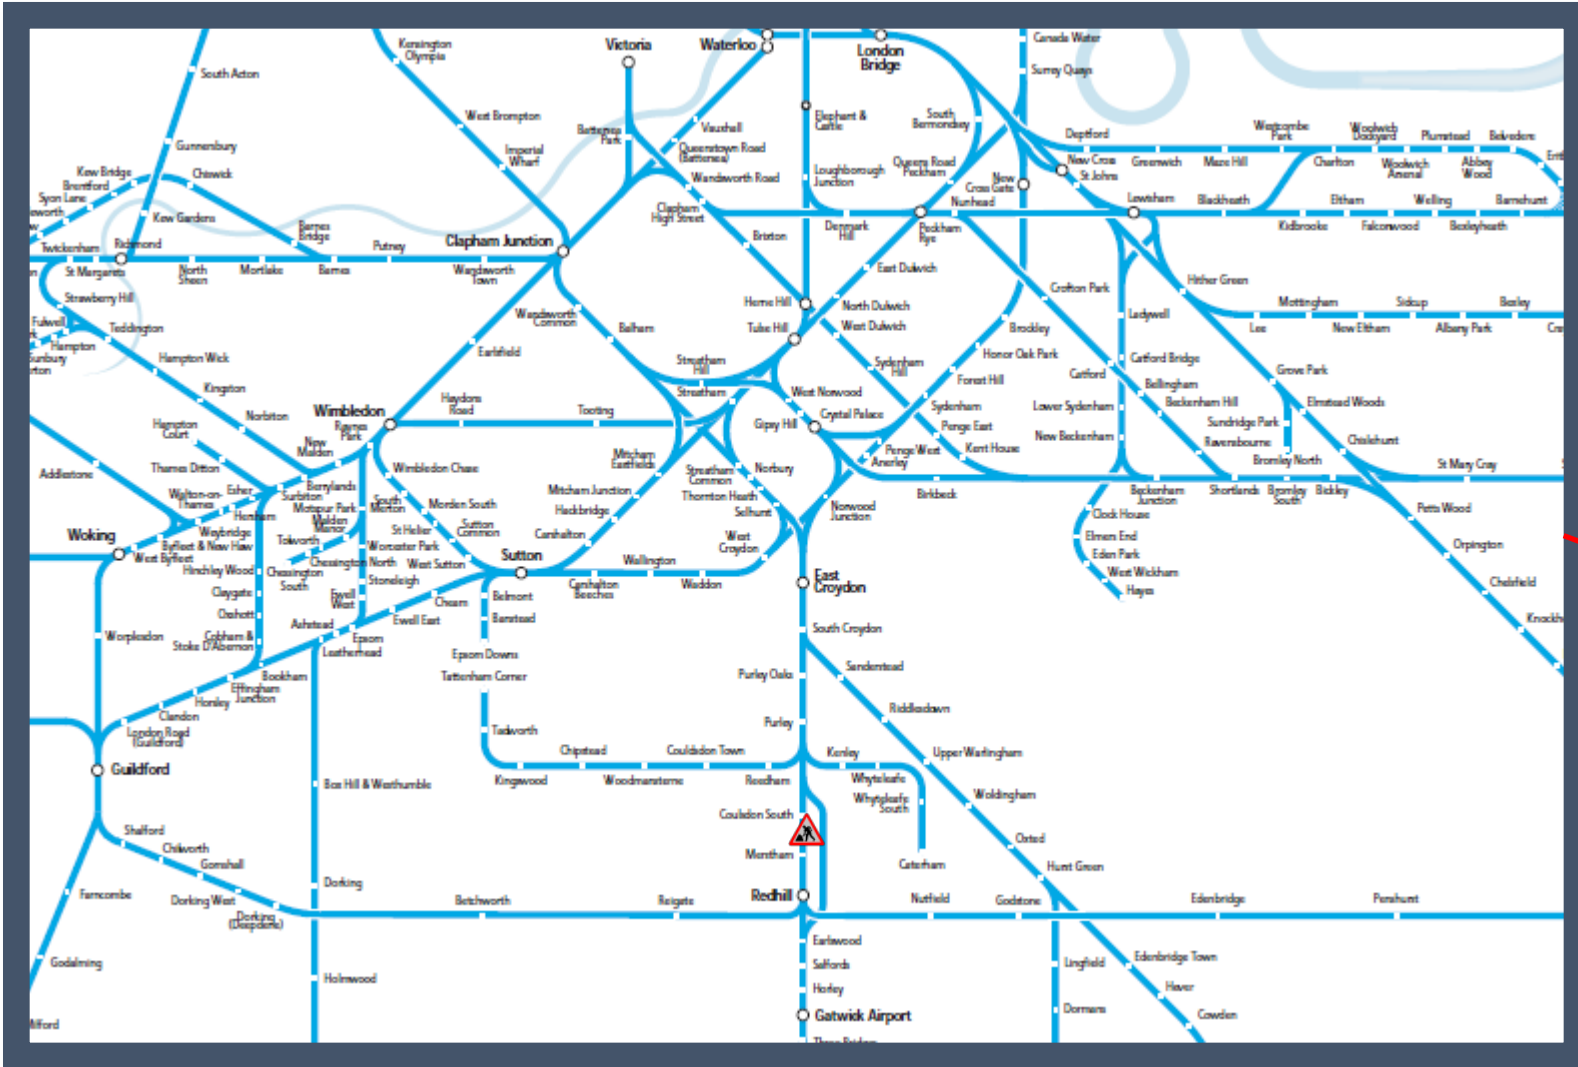 Kensington
Olympia
Victoria
Waterloo
London
Bridge
Canada Water
Surrey Quays
South Acton
West Brompton
Battersea
Park
Vauxhall
Elephant &
Castle
South
Bermondsey
Deptford
Westcombe
Park
Woolwich
Dockyard
Plumstead
Belvedere
Gunnersbury
Imperial
Wharf
Queenstown Road
(Battersea)
Loughborough
Junction
Queens Road
Peckham
New Cross
St Johns
Greenwich
Maze Hill
Charlton
Woolwich
Arsenal
Abbey
Wood
Kew Bridge
Brentford
Syon Lane
Chiswick
Wandsworth Road
New
Cross Gate
Nunhead
Lewisham
Blackheath
Eltham
Welling
Barnehurst
Kew Gardens
Clapham
High Street
Denmark
Hill
Peckham
Rye
Kidbrooke
Falconwood
Bexleyheath
Barnes
Bridge
Twickenham
Richmond
Putney
Clapham Junction
Brixton
St Margarets
North
Sheen
Mortlake
Barnes
Wandsworth
Town
East Dulwich
Crofton Park
Hither Green
Strawberry Hill
Wandsworth
Common
Herne Hill
North Dulwich
Mottingham
Sidcup
Bexley
Fulwell
Teddington
Balham
Tulse Hill
West Dulwich
Brockley
Ladywell
Lee
New Eltham
Albany Park
Hampton
Hampton Wick
Earlsfield
Streatham
Hill
Sydenham
Hill
Honor Oak Park
Catford Bridge
Kingston
Streatham
West Norwood
Forest Hill
Catford
Bellingham
Grove Park
Wimbledon
Haydons
Road
Tooting
Crystal Palace
Sydenham
Lower Sydenham
Beckenham Hill
Elmstead Woods
Hampton
Court
Norbiton
Raynes
Park
Gipsy Hill
Penge East
New Beckenham
Sundridge Park
Ravensbourne
Chislehurst
New
Malden
Penge West
Anerley
Kent House
Bromley North
Addlestone
Thames Ditton
Wimbledon Chase
Mitcham
Eastfields
Streatham
Common
Norbury
St Mary Cray
Walton-on-
Thames
Esher
Surbiton
Berrylands
South
Merton
Morden South
Mitcham Junction
Thornton Heath
Birkbeck
Beckenham
Junction
Shortlands
Bromley
South
Bickley
Hersham
Motspur Park
Malden
Manor
St Helier
Sutton
Common
Hackbridge
Selhurst
Norwood
Junction
Clock House
Petts Wood
Woking
Weybridge
Byfleet & New Haw
West Byfleet
Tolworth
Worcester Park
West Sutton
Carshalton
West
Croydon
Elmers End
Orpington
Hinchley Wood
Chessington North
Chessington
South
Stoneleigh
Sutton
Wallington
Eden Park
West Wickham
Claygate
Ewell
West
Cheam
Belmont
Carshalton
Beeches
Waddon
East
Croydon
Hayes
Chelsfield
Oxshott
Ashtead
Ewell East
Banstead
South Croydon
Worplesdon
Cobham &
Stoke D'Abernon
Epsom
Leatherhead
Epsom Downs
Sanderstead
Bookham
Tattenham Corner
Purley Oaks
Effingham
Junction
Horsley
Clandon
London Road
(Guildford)
Tadworth
Purley
Riddlesdown
Guildford
Chipstead
Coulsdon Town
Kenley
Upper Warlingham
Box Hill & Westhumble
Kingswood
Woodmansterne
Reedham
Whyteleafe
Whyteleafe
South
Woldingham
Coulsdon South
Shalford
Chilworth
Gomshall
Merstham
Caterham
Oxted
Hurst Green
Farncombe
Dorking West
Dorking
Dorking
(Deepdene)
Betchworth
Reigate
Redhill
Nutfield
Godstone
Edenbridge
Penshurst
Godalming
Holmwood
Earlswood
Salfords
Horley
Lingfield
Edenbridge Town
Hever
Gatwick Airport
Dormans
Cowden